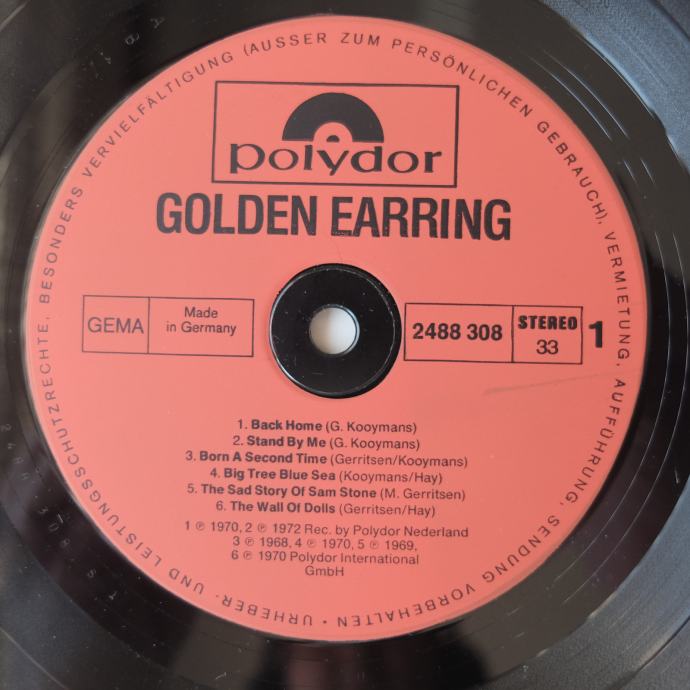 URHEBER- UND LEISTUNGSSCHUTZRECHTE, BESONDERS VERVIELFÄLTIGUNG (AUSSER ZUM PERSÖNLICHEN GEBRAUCH), VERMIETUNG, AUFFÜHRUNG, SENDUNG VORBEHALTEN ·
polydor
GOLDEN EARRING
GEMA
Made
in Germany
2488 308
STEREO
33
1
1. Back Home (G. Kooymans)
2. Stand By Me (G. Kooymans)
3. Born A Second Time (Gerritsen/Kooymans)
4. Big Tree Blue Sea (Kooymans/Hay)
5. The Sad Story Of Sam Stone (M. Gerritsen)
6. The Wall Of Dolls (Gerritsen/Hay)
1 ℗ 1970, 2 ℗ 1972 Rec. by Polydor Nederland
3 ℗ 1968, 4 ℗ 1970, 5 ℗ 1969,
6 ℗ 1970 Polydor International
GmbH